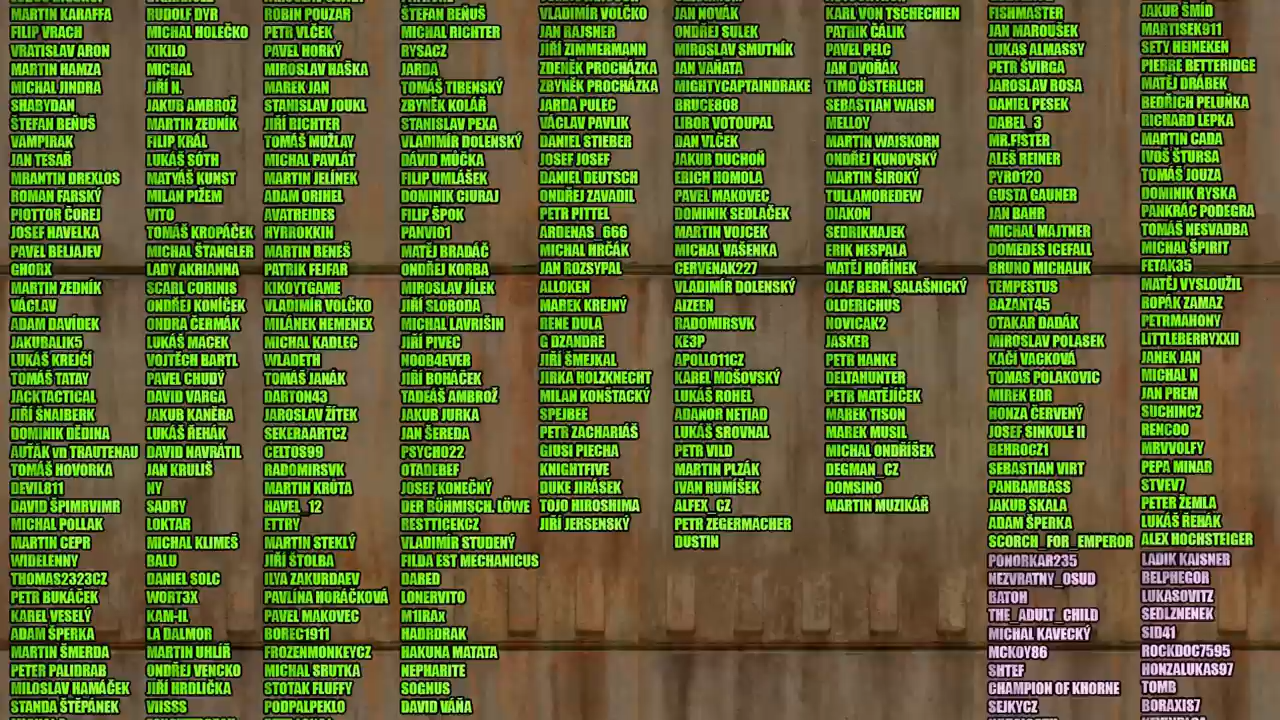 MARTIN KARAFFA
FILIP VRACH
VRATISLAV ARON
MARTIN HAMZA
MICHAL JINDRA
SHABYDAN
ŠTEFAN BEŇUŠ
VAMPIRAK
JAN TESAŘ
MRANTIN DREXLOS
ROMAN FARSKÝ
PIOTTOR ČOREJ
JOSEF HAVELKA
PAVEL BELJAJEV
GHORX
MARTIN ZEDNÍK
VÁCLAV
ADAM DAVÍDEK
JAKUBALIK5
LUKÁŠ KREJČÍ
TOMÁŠ TATAY
JACKTACTICAL
JIŘÍ ŠNAIBERK
DOMINIK DĚDINA
AUŤÁK vn TRAUTENAU
TOMÁŠ HOVORKA
DEVIL811
DAVID ŠPIMRVIMR
MICHAL POLLAK
MARTIN CEPR
WIDELENNY
THOMAS2323CZ
PETR BUKÁČEK
KAREL VESELÝ
ADAM ŠPERKA
MARTIN ŠMERDA
PETER PALIDRAB
MILOSLAV HAMÁČEK
STANDA ŠTĚPÁNEK
RUDOLF DYR
MICHAL HOLEČKO
KIKILO
MICHAL
JIŘÍ N.
JAKUB AMBROŽ
MARTIN ZEDNÍK
FILIP KRÁL
LUKÁŠ SÓTH
MATYÁŠ KUNST
MILAN PIŽEM
VITO
TOMÁŠ KROPÁČEK
MICHAL ŠTANGLER
LADY AKRIANNA
SCARL CORINIS
ONDŘEJ KONÍČEK
ONDRA ČERMÁK
LUKÁŠ MACEK
VOJTĚCH BARTL
PAVEL CHUDÝ
DAVID VARGA
JAKUB KANĚRA
LUKÁŠ ŘEHÁK
DAVID NAVRÁTIL
JAN KRULIŠ
NY
SADRY
LOKTAR
MICHAL KLIMEŠ
BALU
DANIEL SOLC
WORT3X
KAM-IL
LA DALMOR
MARTIN UHLÍŘ
ONDŘEJ VENCKO
JIŘÍ HRDLIČKA
VIISSS
ROBIN POUZAR
PETR VLČEK
PAVEL HORKÝ
MIROSLAV HAŠKA
MAREK JAN
STANISLAV JOUKL
JIŘÍ RICHTER
TOMÁŠ MUŽLAY
MICHAL PAVLÁT
MARTIN JELÍNEK
ADAM ORIHEL
AVATREIDES
HYRROKKIN
MARTIN RENEŠ
PATRIK FEJFAR
KIKOYTGAME
VLADIMÍR VOLČKO
MILÁNEK HEMENEX
MICHAL KADLEC
WLADETH
TOMÁŠ JANÁK
DARTON43
JAROSLAV ŽÍTEK
SEKERAARTCZ
CELTOS99
RADOMIRSVK
MARTIN KRŮTA
HAVEL_12
ETTRY
MARTIN STEKLÝ
JIŘÍ ŠTOLBA
ILYA ZAKURDAEV
PAVLÍNA HORÁČKOVÁ
PAVEL MAKOVEC
BOREC1911
FROZENMONKEYCZ
MICHAL SRUTKA
STOTAK FLUFFY
PODPALPEKLO
ŠTEFAN BEŇUŠ
MICHAL RICHTER
RYSACZ
JARDA
TOMÁŠ TIBENSKÝ
ZBYNĚK KOLÁŘ
STANISLAV PEXA
VLADIMÍR DOLENSKÝ
DÁVID MŮČKA
FILIP UMLÁŠEK
DOMINIK CIURAJ
FILIP ŠPOK
PANVIO1
MATĚJ BRADÁČ
ONDŘEJ KORBA
MIROSLAV JÍLEK
JIŘÍ SLOBODA
MICHAL LAVRIŠIN
JIŘÍ PIVEC
NOOB4EVER
JIŘÍ BOHÁČEK
TADEÁŠ AMBROŽ
JAKUB JURKA
JAN ŠEREDA
PSYCHO22
OTADEBEF
JOSEF KONEČNÝ
DER BÖHMISCH. LÖWE
RESTTICEKCZ
VLADIMÍR STUDENÝ
FILDA EST MECHANICUS
DARED
LONERVITO
M1IRAx
HADRDRAK
HAKUNA MATATA
NEPHARITE
SOGNUS
DAVID VÁŇA
VLADIMÍR VOLČKO
JAN RAJSNER
JIŘÍ ZIMMERMANN
ZDENĚK PROCHÁZKA
ZBYNĚK PROCHÁZKA
JARDA PULEC
VÁCLAV PAVLIK
DANIEL STIEBER
JOSEF JOSEF
DANIEL DEUTSCH
ONDŘEJ ZAVADIL
PETR PITTEL
ARDENAS_666
MICHAL HRČÁK
JAN ROZSYPAL
ALLOKEN
MAREK KREJNÝ
RENE DULA
G DZANDRE
JIŘÍ ŠMEJKAL
JIRKA HOLZKNECHT
MILAN KONSTACKÝ
SPEJBEE
PETR ZACHARIÁŠ
GIUSI PIECHA
KNIGHTFIVE
DUKE JIRÁSEK
TOJO HIROSHIMA
JIŘÍ JERSENSKÝ
JAN NOVÁK
ONDŘEJ SULEK
MIROSLAV SMUTNÍK
JAN VAŇATA
MIGHTYCAPTAINDRAKE
BRUCE808
LIBOR VOTOUPAL
DAN VLČEK
JAKUB DUCHOŇ
ERICH HOMOLA
PAVEL MAKOVEC
DOMINIK SEDLAČEK
MARTIN VOJCEK
MICHAL VAŠENKA
CERVENAK227
VLADIMÍR DOLENSKÝ
AIZEEN
RADOMIRSVK
KE3P
APOLLO11CZ
KAREL MOŠOVSKÝ
LUKÁŠ ROHEL
ADANOR NETIAD
LUKÁŠ SROVNAL
PETR VILD
MARTIN PLZÁK
IVAN RUMÍŠEK
ALFEX_CZ
PETR ZEGERMACHER
DUSTIN
KARL VON TSCHECHIEN
PATRIK ČÁLIK
PAVEL PELC
JAN DVOŘÁK
TIMO ÖSTERLICH
SEBASTIAN WAISN
MELLOY
MARTIN WAISKORN
ONDŘEJ KUNOVSKÝ
MARTIN ŠIROKÝ
TULLAMOREDEW
DIAKON
SEDRIKHAJEK
ERIK NESPALA
MATĚJ HOŘÍNEK
OLAF BERN. SALAŠNICKÝ
OLDERICHUS
NOVICAK2
JASKER
PETR HANKE
DELTAHUNTER
PETR MATĚJÍČEK
MAREK TISON
MAREK MUSIL
MICHAL ONDŘÍŠEK
DEGMAN_CZ
DOMSINO
MARTIN MUZIKÁŘ
FISHMASTER
JAN MAROUŠEK
LUKAS ALMASSY
PETR ŠVIRGA
JAROSLAV ROSA
DANIEL PESEK
DABEL_3
MR.FISTER
ALEŠ REINER
PYRO120
GUSTA GAUNER
JAN BAHR
MICHAL MAJTNER
DOMEDES ICEFALL
BRUNO MICHALIK
TEMPESTUS
BAZANT45
OTAKAR DADÁK
MIROSLAV POLASEK
KAČI VACKOVÁ
TOMAS POLAKOVIC
MIREK EDR
HONZA ČERVENÝ
JOSEF SINKULE II
BEHROCZ1
SEBASTIAN VIRT
PANBAMBASS
JAKUB SKALA
ADAM ŠPERKA
SCORCH_FOR_EMPEROR
PONORKAR235
NEZVRATNY_OSUD
BATOH
THE_ADULT_CHILD
MICHAL KAVECKÝ
MCKOY86
SHTEF
CHAMPION OF KHORNE
SEJKYCZ
JAKUB ŠMÍD
MARTISEK911
SETY HEINEKEN
PIERRE BETTERIDGE
MATĚJ DRÁBEK
BEDŘICH PELUŇKA
RICHARD LEPKA
MARTIN CADA
IVOŠ ŠTURSA
TOMÁŠ JOUZA
DOMINIK RYSKA
PANKRÁC PODEGRA
TOMÁŠ NESVADBA
MICHAL ŠPIRIT
FETAK35
MATĚJ VYSLOUŽIL
ROPÁK ZAMAZ
PETRMAHONY
LITTLEBERRYXXII
JANEK JAN
MICHAL N
JAN PREM
SUCHINCZ
RENCOO
MRVVOLFY
PEPA MINAR
STVEV7
PETER ŽEMLA
LUKÁŠ ŘEHÁK
ALEX HOCHSTEIGER
LADIK KAISNER
BELPHEGOR
LUKASOVITZ
SEDLZNENEK
SID41
ROCKDOC7595
HONZALUKAS97
TOMB
BORAXIS7